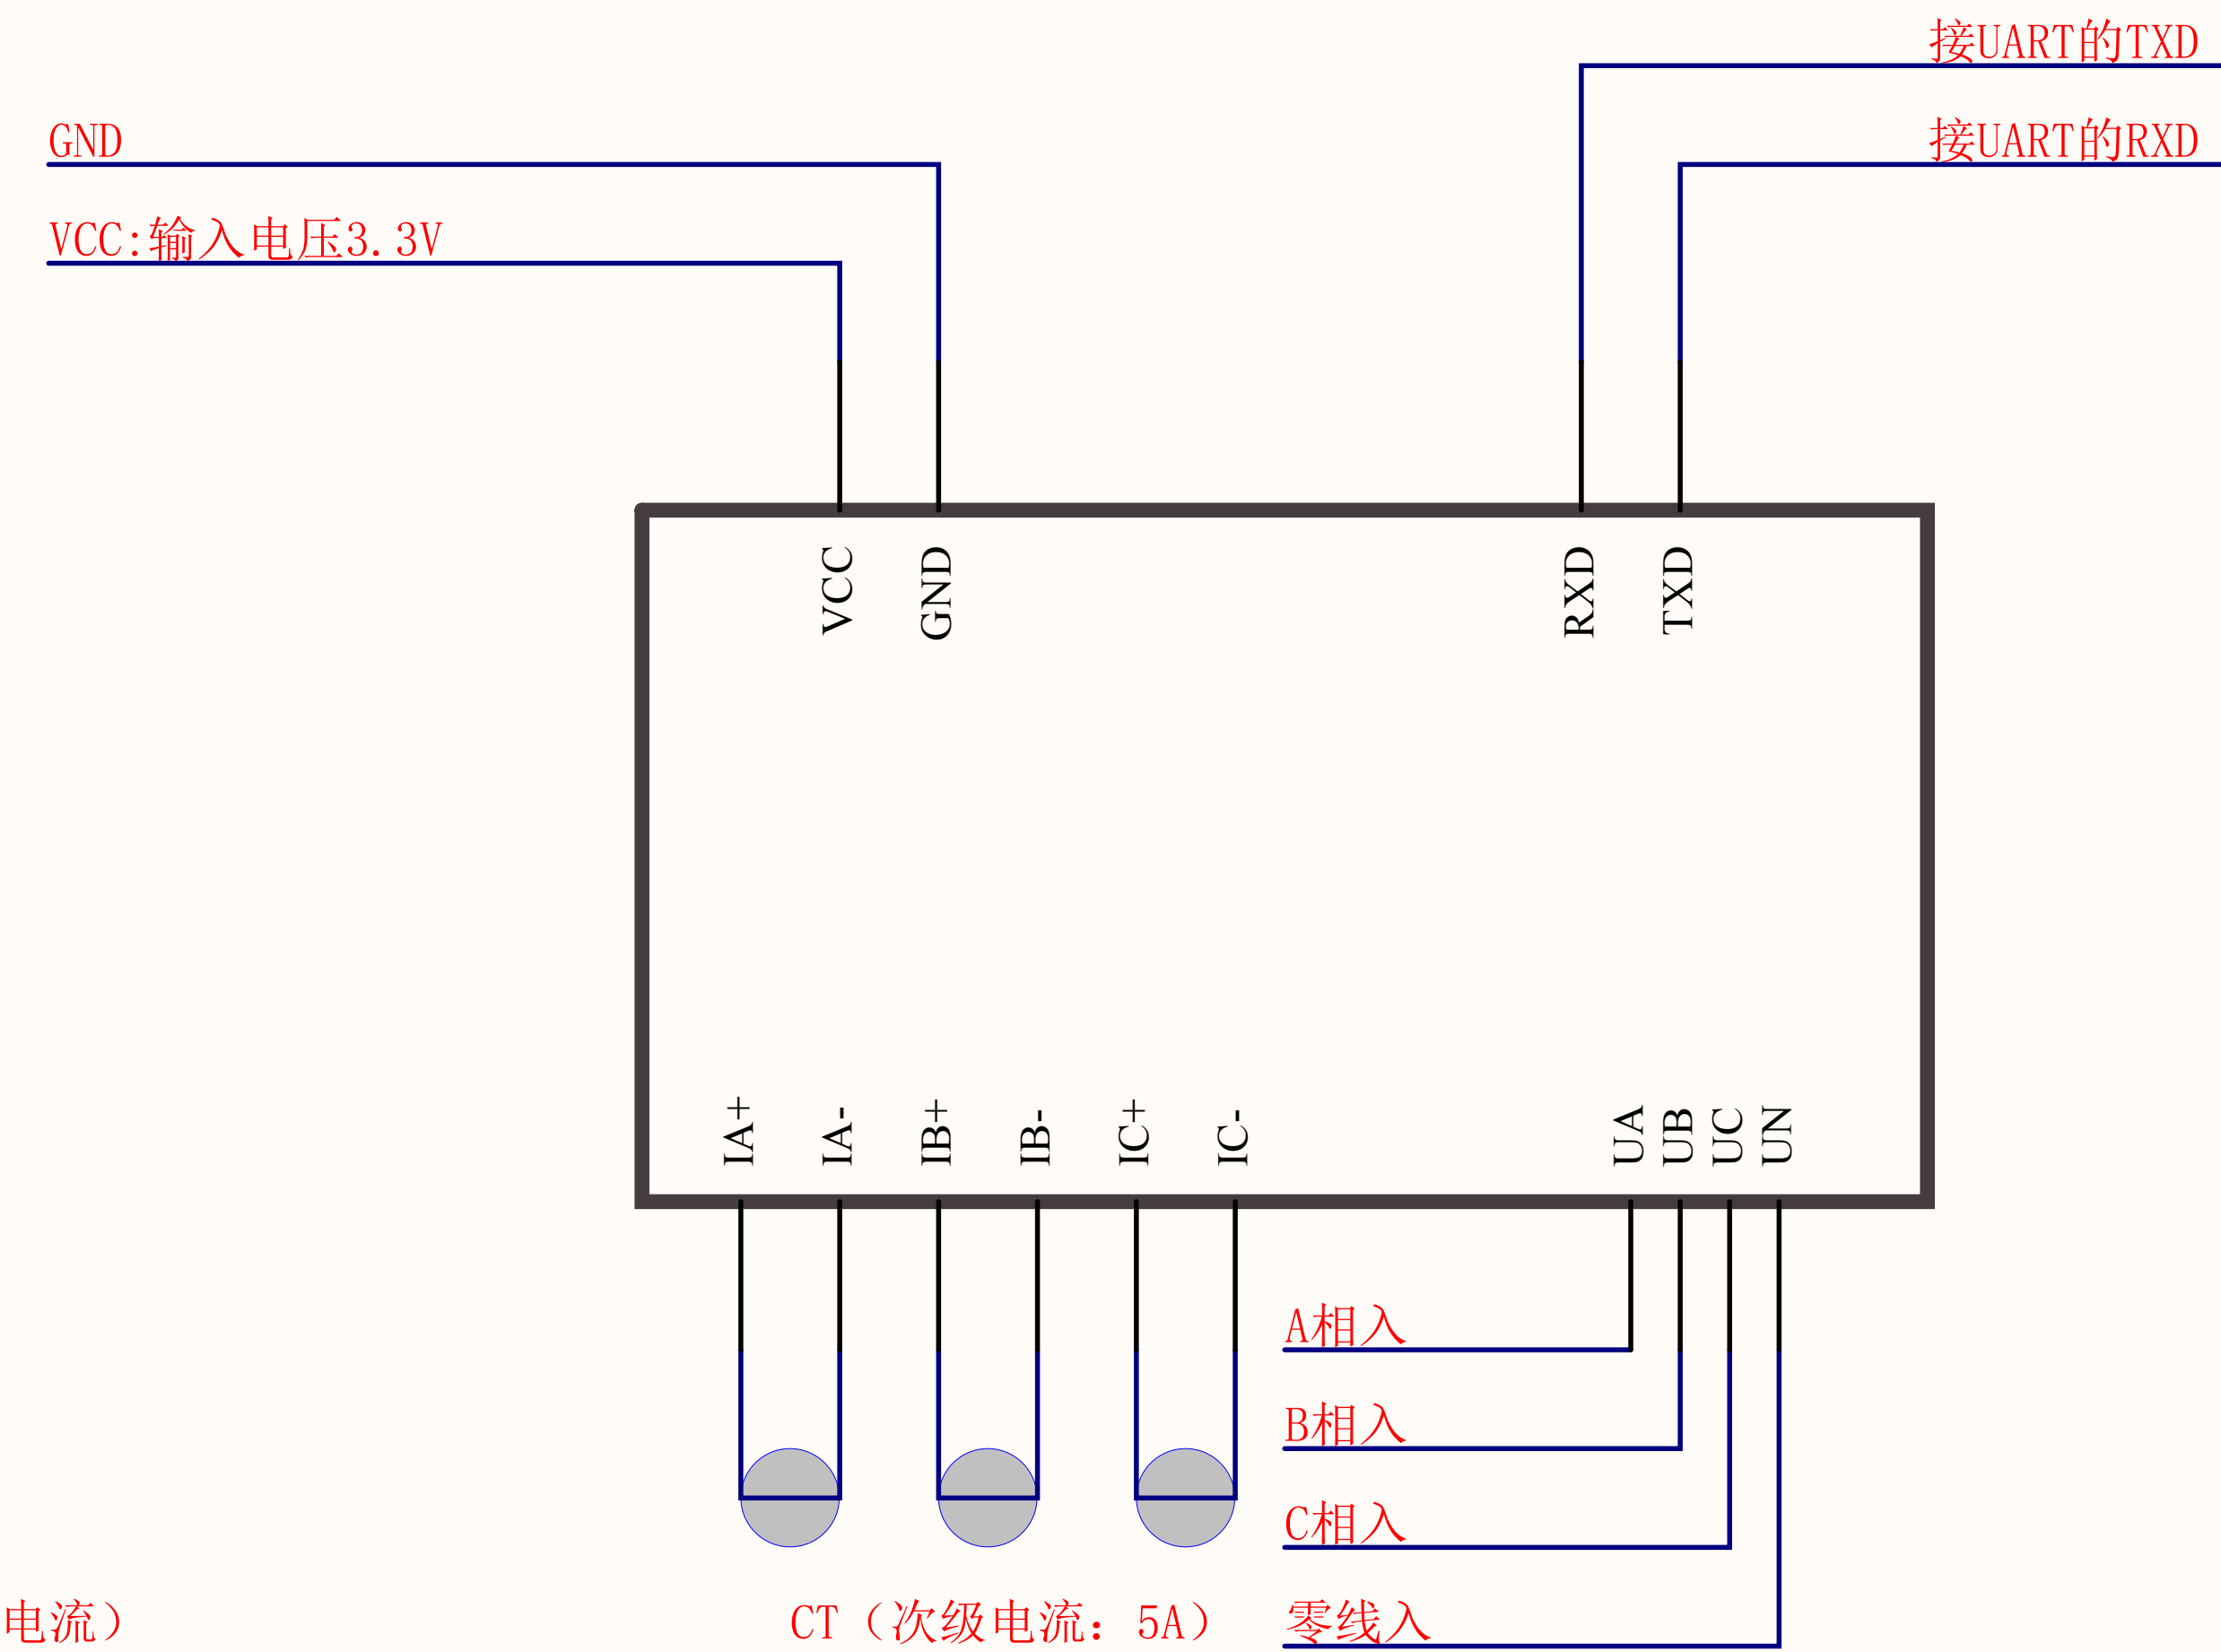 接UART的TXD
GND
接UART的RXD
VCC:输入电压3.3V
VCC
GND
RXD
TXD
IA+
IA-
IB+
IB-
IC+
IC-
UA
UB
UC
UN
A相入
B相入
C相入
电流）
CT（次级电流：5A）
零线入